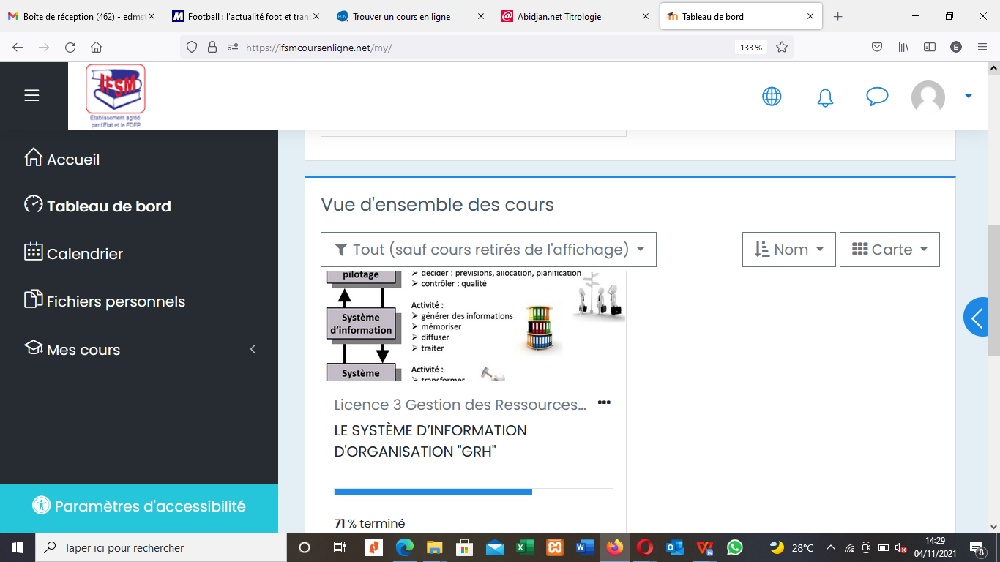 Boîte de réception (462) - edmst
Football : l'actualité foot et tran
FUN
Trouver un cours en ligne
Abidjan.net Titrologie
Tableau de bord
https://ifsmcoursenligne.net/my/
133 %
E
IFSM
Etablissement agréé
par l'Etat et le FDFP
Accueil
Tableau de bord
Calendrier
Fichiers personnels
Mes cours
Paramètres d'accessibilité
Vue d'ensemble des cours
Tout (sauf cours retirés de l'affichage)
Nom
Carte
pilotage
décider : prévisions, allocation, planification
contrôler : qualité
Système
d'information
Activité :
générer des informations
mémoriser
diffuser
traiter
Système
Activité :
transformer
Licence 3 Gestion des Ressources...
LE SYSTÈME D'INFORMATION
D'ORGANISATION "GRH"
71 % terminé
Taper ici pour rechercher
28°C
14:29
04/11/2021
8